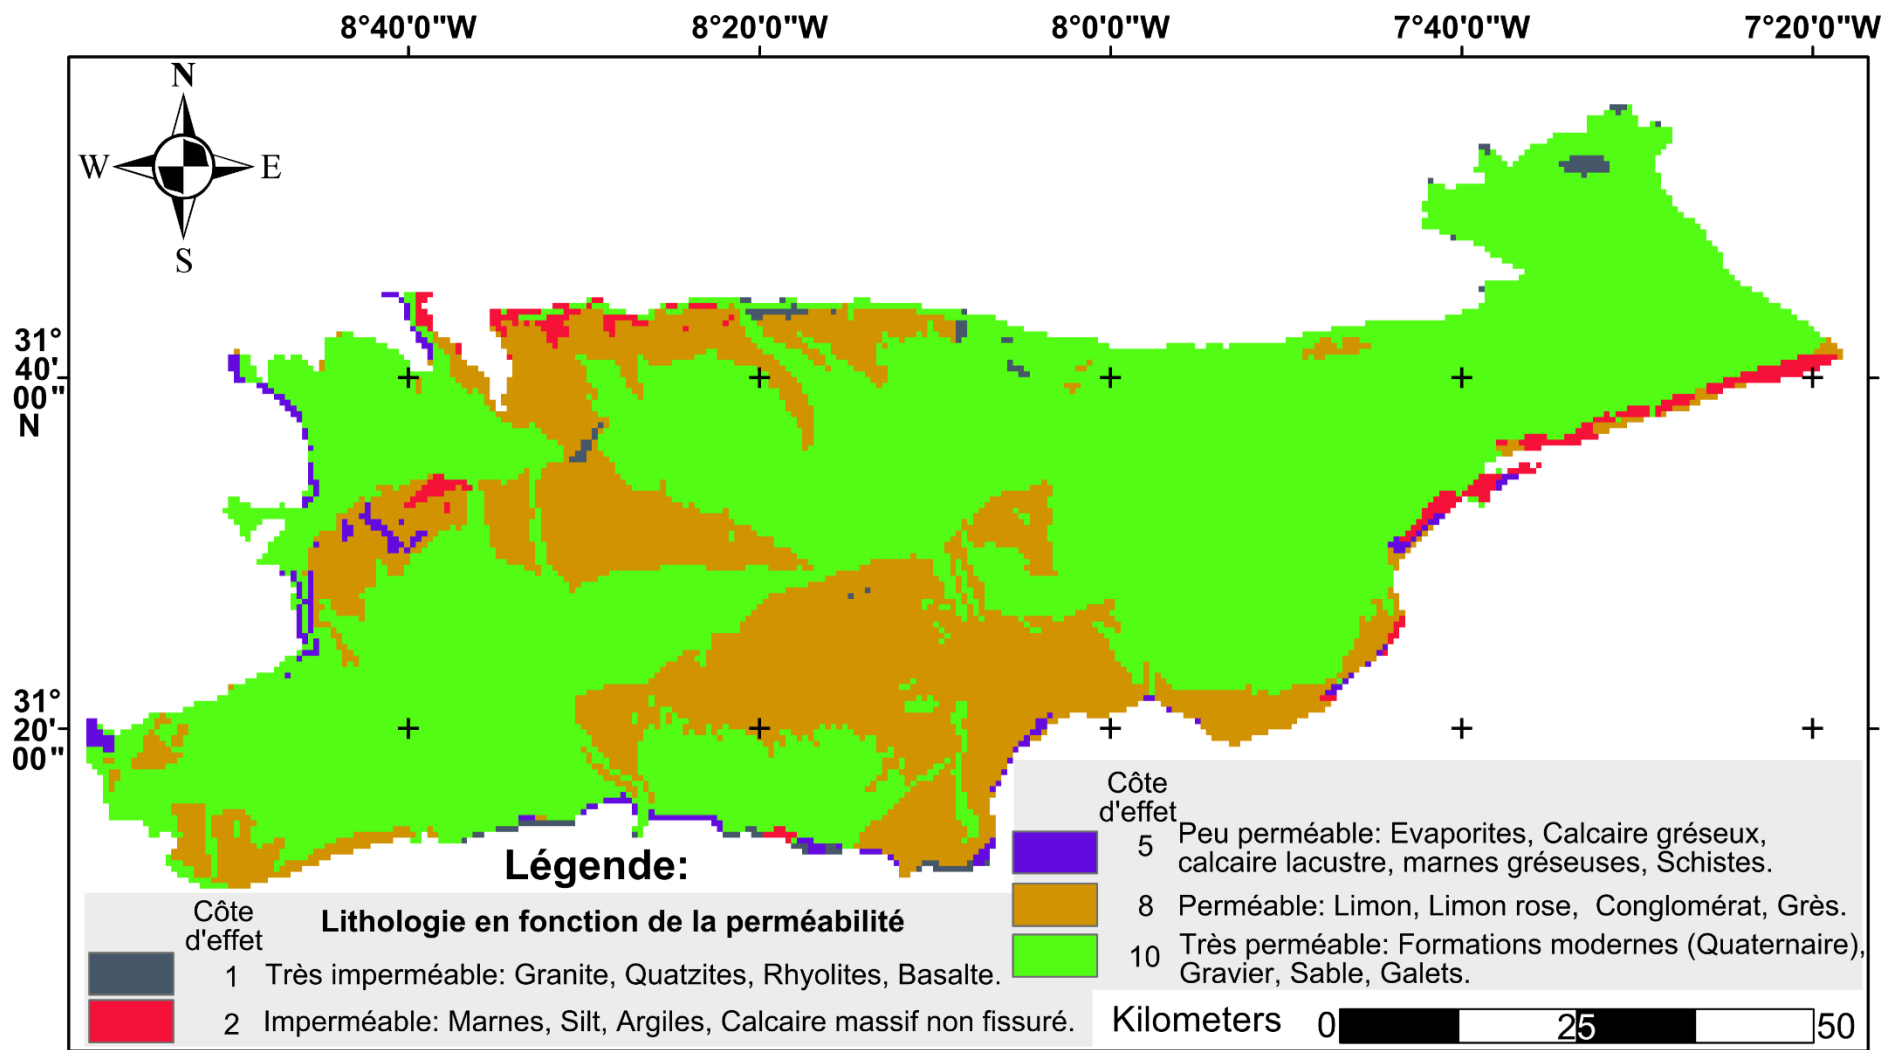 8°40'0"W
8°20'0"W
8°0'0"W
7°40'0"W
7°20'0"W
N
W
E
S
31°
40'
00"
N
31°
20'
00"
Légende:
Côte
d'effet
Lithologie en fonction de la perméabilité
1 Très imperméable: Granite, Quatzites, Rhyolites, Basalte.
2 Imperméable: Marnes, Silt, Argiles, Calcaire massif non fissuré.
Côte
d'effet
5 Peu perméable: Evaporites, Calcaire gréseux,
calcaire lacustre, marnes gréseuses, Schistes.
8 Perméable: Limon, Limon rose, Conglomérat, Grès.
10 Très perméable: Formations modernes (Quaternaire),
Gravier, Sable, Galets.
Kilometers 0 25 50